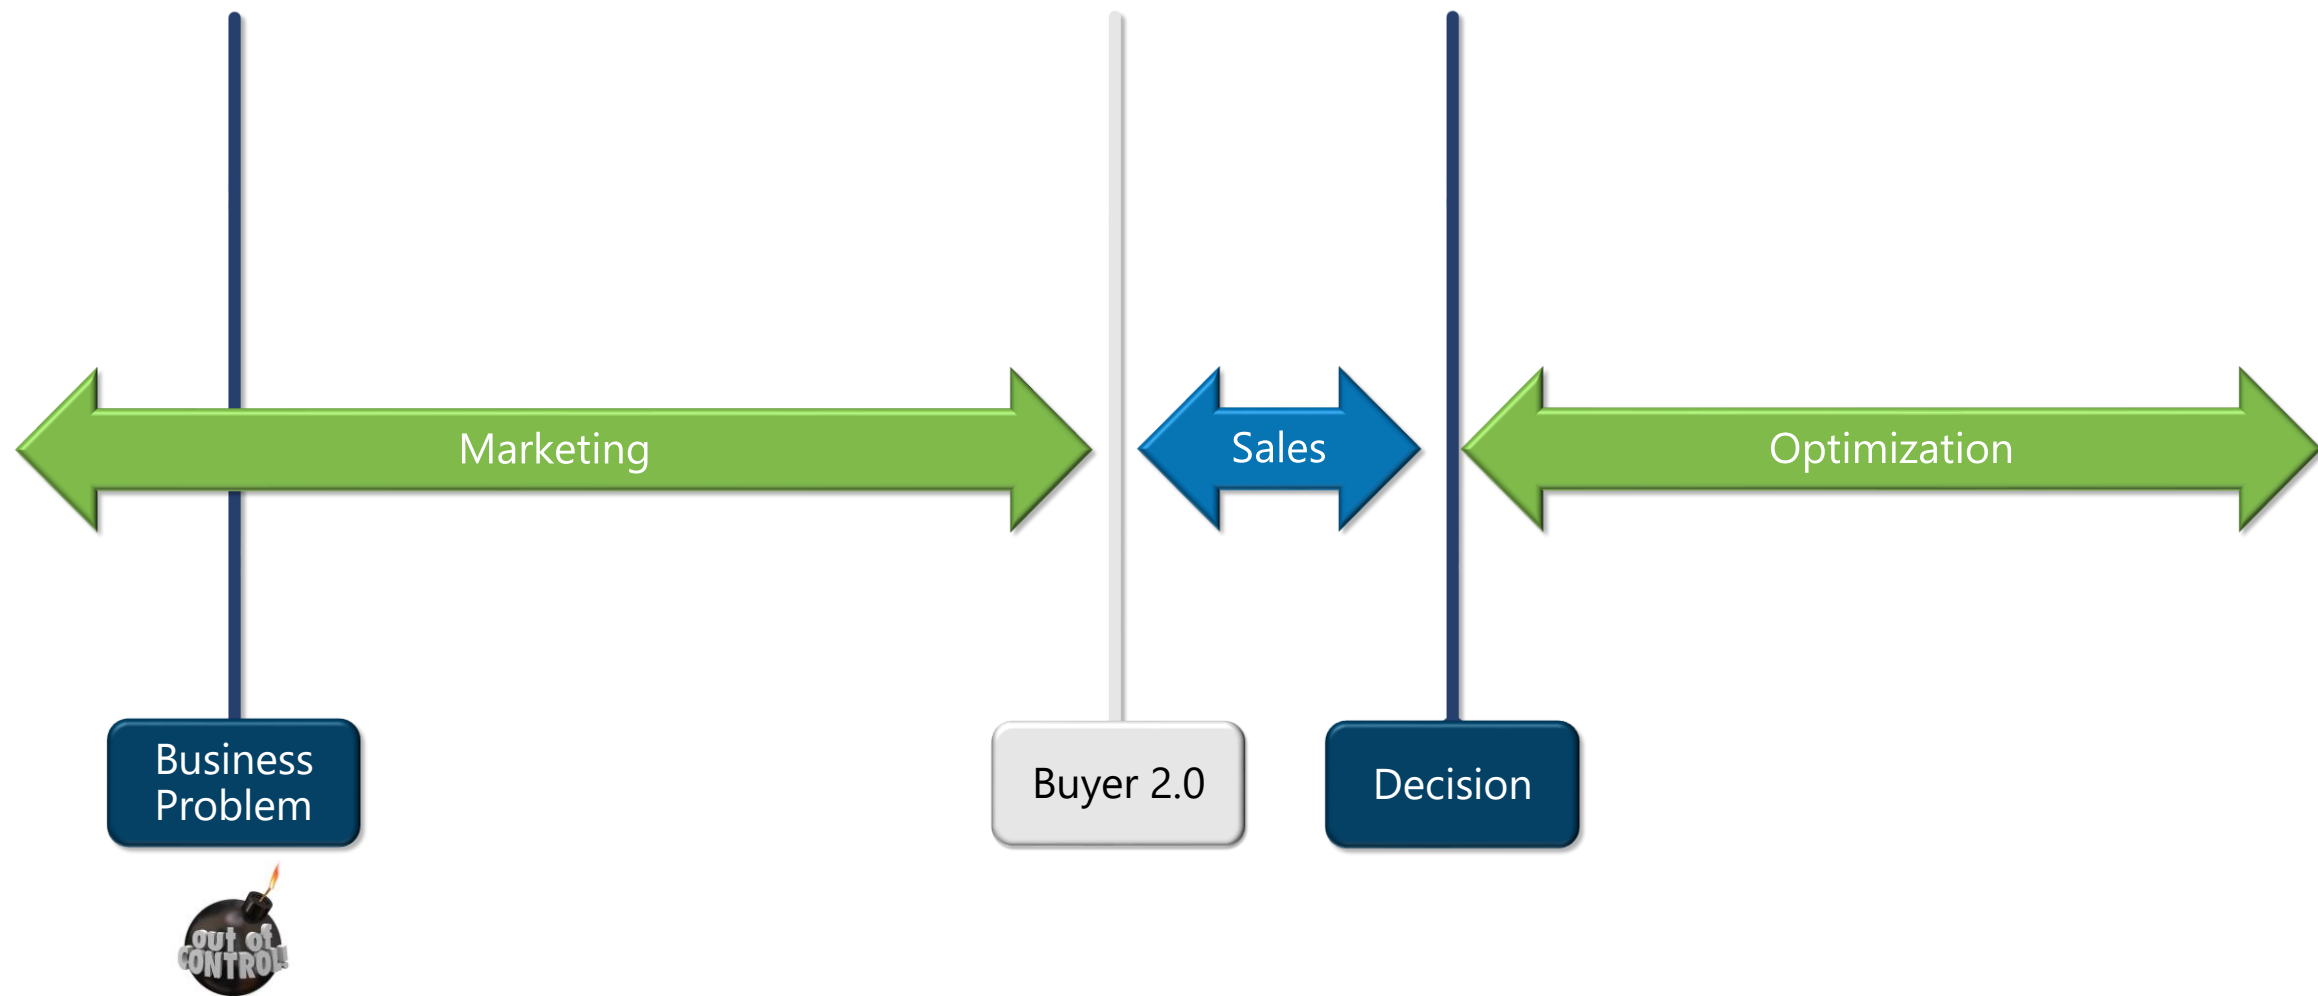 Marketing
Sales
Optimization
Business
Problem
Buyer 2.0
Decision
out of
CONTROL!